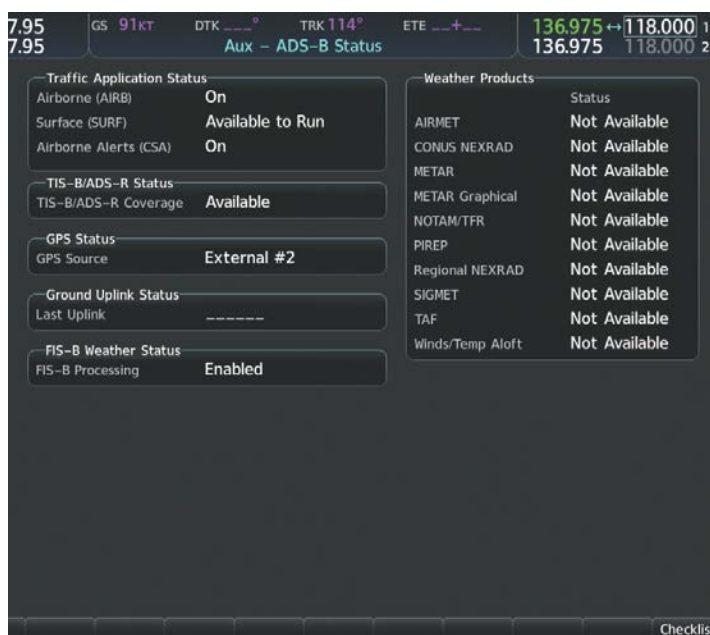 7.95 GS 91KT DTK ___° TRK 114° ETE __+__ 136.975 ↔ 118.000 1
7.95 Aux – ADS–B Status 136.975 118.000 2
Traffic Application Status
Airborne (AIRB) On
Surface (SURF) Available to Run
Airborne Alerts (CSA) On
TIS–B/ADS–R Status
TIS–B/ADS–R Coverage Available
GPS Status
GPS Source External #2
Ground Uplink Status
Last Uplink ______
FIS–B Weather Status
FIS–B Processing Enabled
Weather Products
Status
AIRMET Not Available
CONUS NEXRAD Not Available
METAR Not Available
METAR Graphical Not Available
NOTAM/TFR Not Available
PIREP Not Available
Regional NEXRAD Not Available
SIGMET Not Available
TAF Not Available
Winds/Temp Aloft Not Available
Checklis